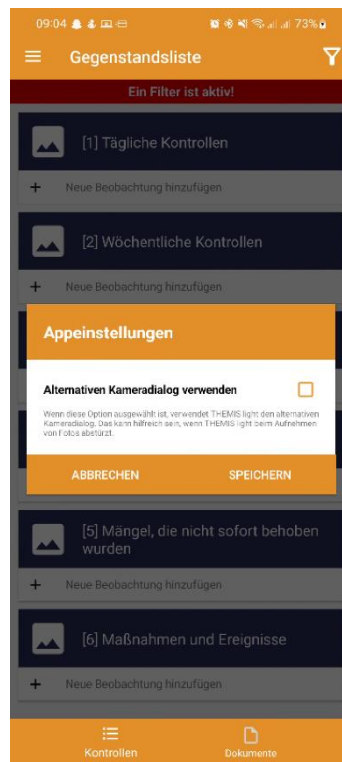 09:04 73%
Gegenstandsliste
Ein Filter ist aktiv!
[1] Tägliche Kontrollen
+ Neue Beobachtung hinzufügen
[2] Wöchentliche Kontrollen
+ Neue Beobachtung hinzufügen
Appeinstellungen
Alternativen Kameradialog verwenden
Wenn diese Option ausgewählt ist, verwendet THEMIS light den alternativen
Kameradialog. Das kann hilfreich sein, wenn THEMIS light beim Aufnehmen
von Fotos abstürzt.
ABBRECHEN SPEICHERN
[5] Mängel, die nicht sofort behoben
wurden
+ Neue Beobachtung hinzufügen
[6] Maßnahmen und Ereignisse
+ Neue Beobachtung hinzufügen
Kontrollen Dokumente